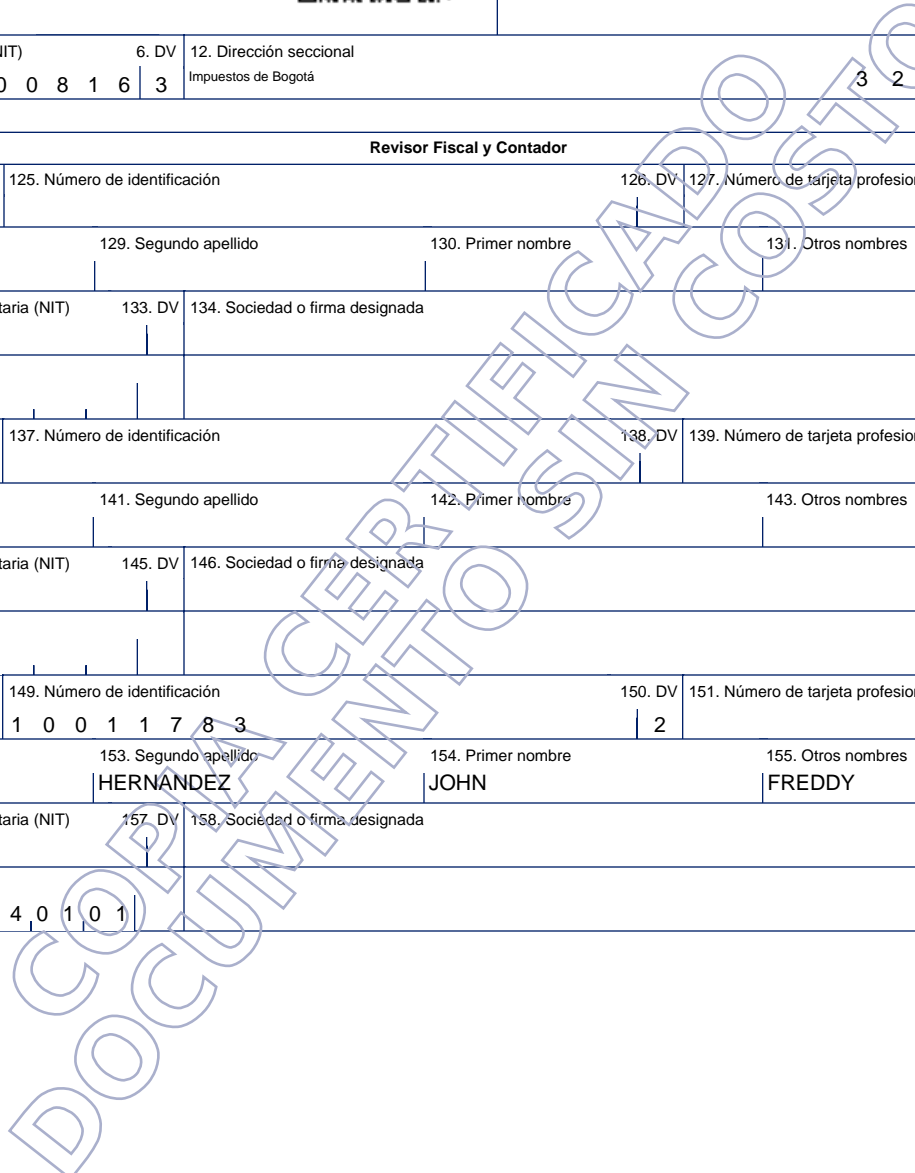 NIT) 6. DV 12. Dirección seccional
0 0 8 1 6 3 Impuestos de Bogotá 3 2
Revisor Fiscal y Contador
125. Número de identificación 126. DV 127. Número de tarjeta profesion
129. Segundo apellido 130. Primer nombre 131. Otros nombres
taria (NIT) 133. DV 134. Sociedad o firma designada
137. Número de identificación 138. DV 139. Número de tarjeta profesion
141. Segundo apellido 142. Primer nombre 143. Otros nombres
taria (NIT) 145. DV 146. Sociedad o firma designada
149. Número de identificación 150. DV 151. Número de tarjeta profesion
1 0 0 1 1 7 8 3 2
153. Segundo apellido 154. Primer nombre 155. Otros nombres
HERNANDEZ JOHN FREDDY
taria (NIT) 157. DV 158. Sociedad o firma designada
4 0 1 0 1
COPIA CERTIFICADO
DOCUMENTO SIN COSTO